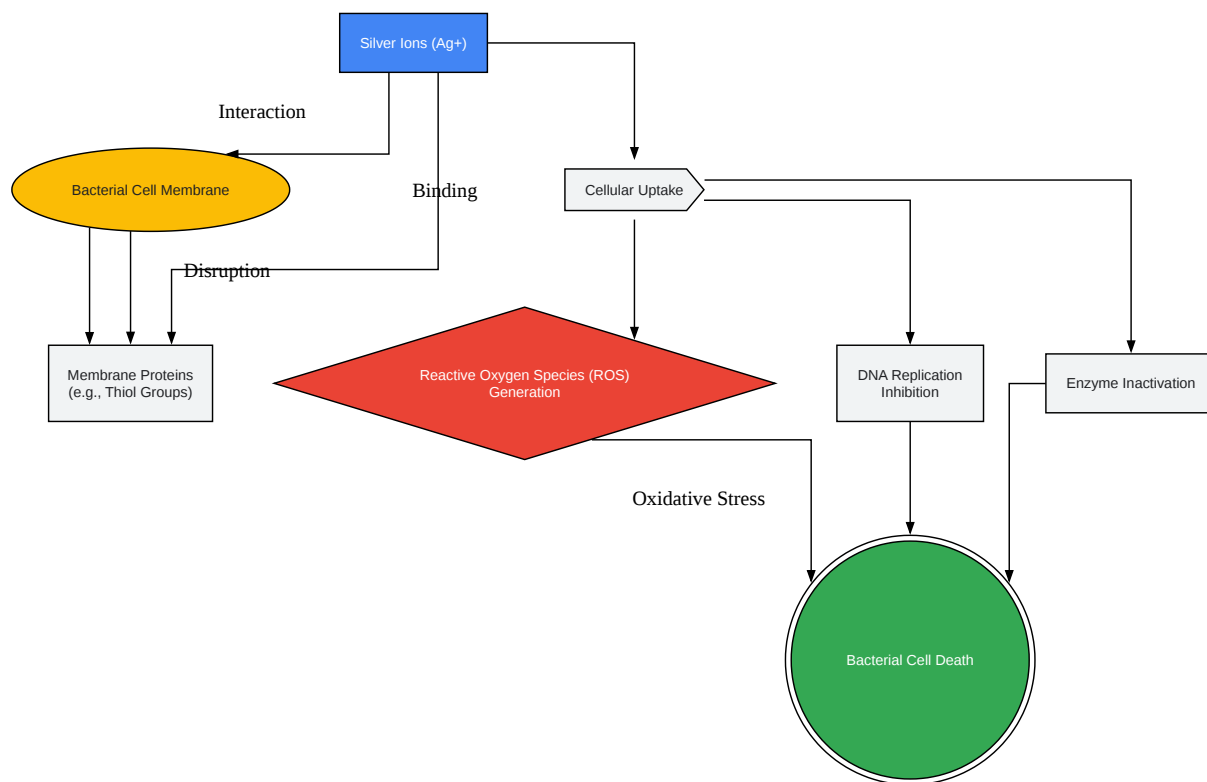 Silver Ions (Ag+)
Interaction
Bacterial Cell Membrane
Binding
Cellular Uptake
Disruption
Membrane Proteins
(e.g., Thiol Groups)
Reactive Oxygen Species (ROS)
Generation
DNA Replication
Inhibition
Enzyme Inactivation
Oxidative Stress
Bacterial Cell Death